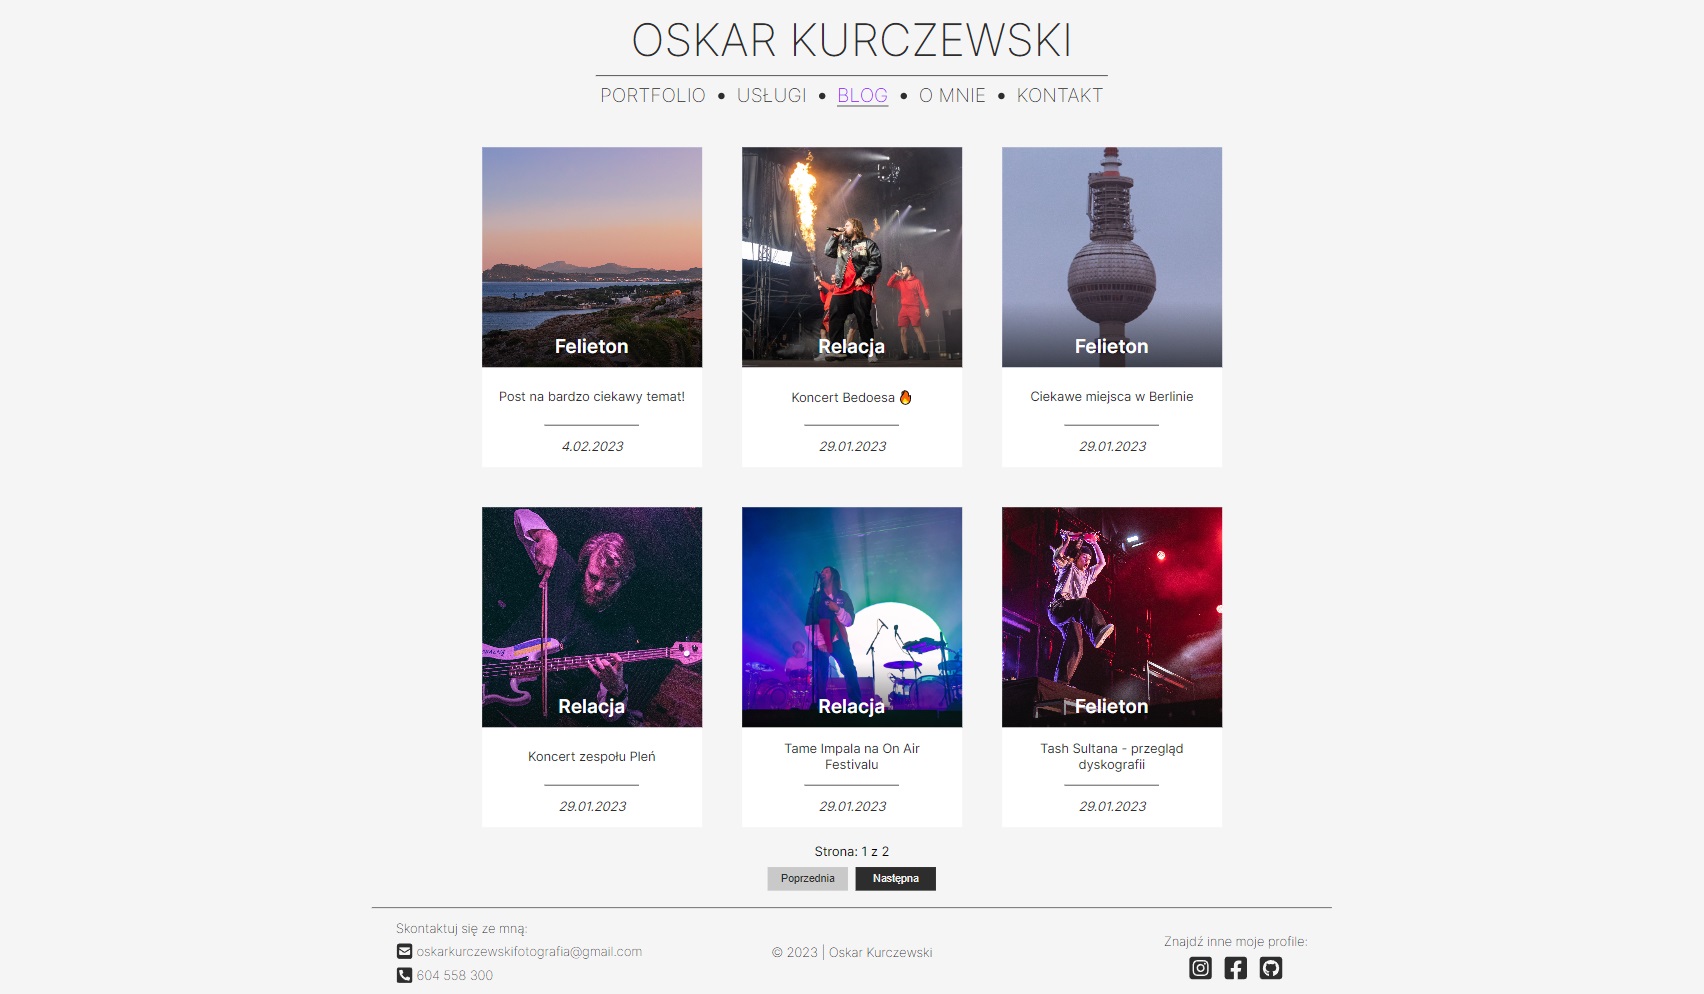 OSKAR KURCZEWSKI
PORTFOLIO • USŁUGI • BLOG • O MNIE • KONTAKT
Felieton
Post na bardzo ciekawy temat!
4.02.2023
Relacja
Koncert Bedoesa 🔥
29.01.2023
Felieton
Ciekawe miejsca w Berlinie
29.01.2023
Relacja
Koncert zespołu Pleń
29.01.2023
Relacja
Tame Impala na On Air
Festivalu
29.01.2023
Felieton
Tash Sultana - przegląd
dyskografii
29.01.2023
Strona: 1 z 2
Poprzednia
Następna
Skontaktuj się ze mną:
oskarkurczewskifotografia@gmail.com
604 558 300
© 2023 | Oskar Kurczewski
Znajdź inne moje profile: